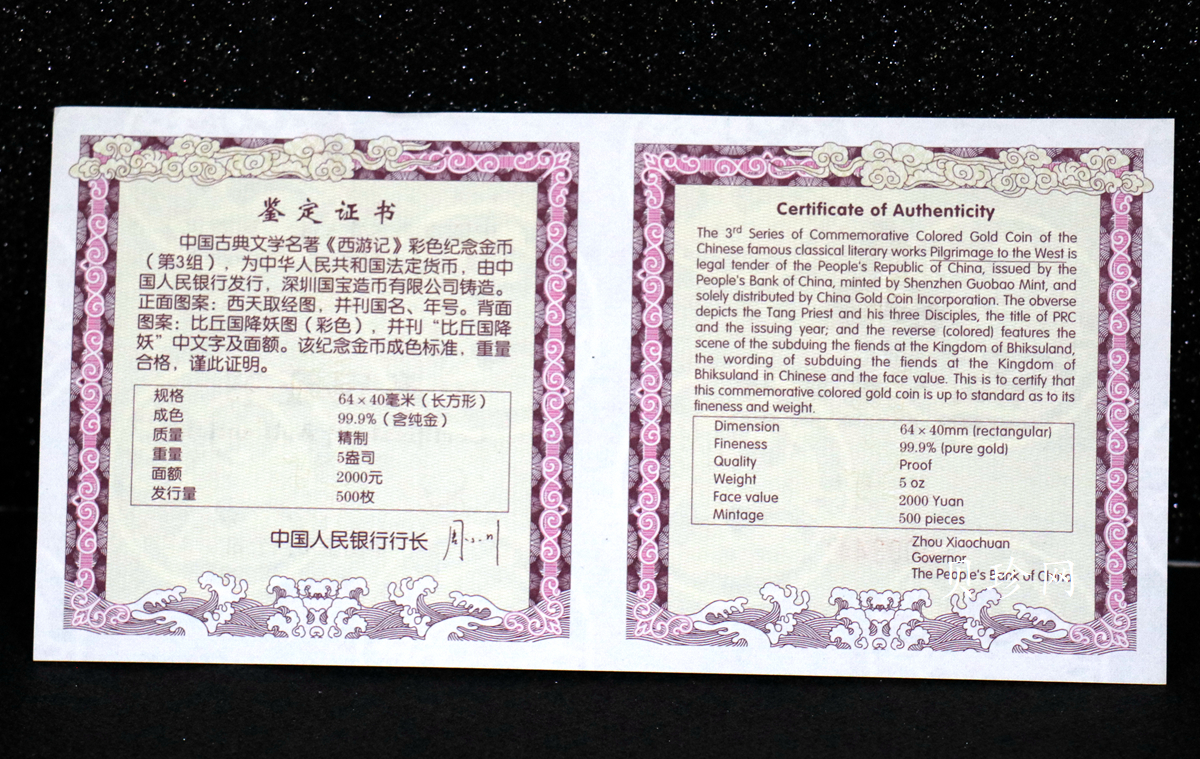 鉴定证书
中国古典文学名著《西游记》彩色纪念金币
（第3组），为中华人民共和国法定货币，由中
国人民银行发行，深圳国宝造币有限公司铸造。
正面图案：西天取经图，并刊国名、年号。背面
图案：比丘国降妖图（彩色），并刊“比丘国降
妖”中文字及面额。该纪念金币成色标准，重量
合格，谨此证明。
规格 64×40毫米（长方形）
成色 99.9%（含纯金）
质量 精制
重量 5盎司
面额 2000元
发行量 500枚
中国人民银行行长
Certificate of Authenticity
The 3rd Series of Commemorative Colored Gold Coin of the
Chinese famous classical literary works Pilgrimage to the West is
legal tender of the People's Republic of China, issued by the
People's Bank of China, minted by Shenzhen Guobao Mint, and
solely distributed by China Gold Coin Incorporation. The obverse
depicts the Tang Priest and his three Disciples, the title of PRC
and the issuing year; and the reverse (colored) features the
scene of the subduing the fiends at the Kingdom of Bhiksuland,
the wording of subduing the fiends at the Kingdom of
Bhiksuland in Chinese and the face value. This is to certify that
this commemorative colored gold coin is up to standard as to its
fineness and weight.
Dimension 64×40mm (rectangular)
Fineness 99.9% (pure gold)
Quality Proof
Weight 5 oz
Face value 2000 Yuan
Mintage 500 pieces
Zhou Xiaochuan
Governor
The People's Bank of China